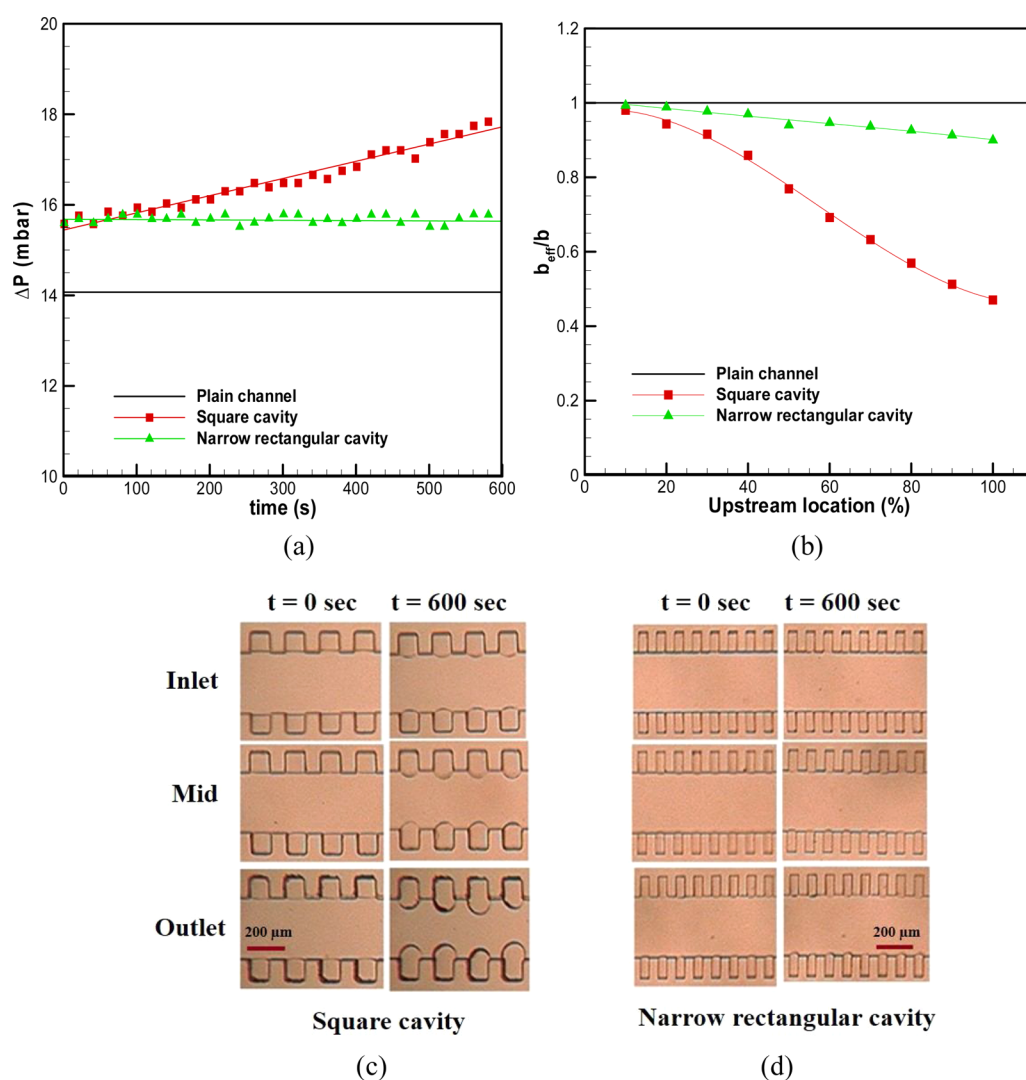 20
18
16
14
12
10
ΔP (mbar)
0 100 200 300 400 500 600
time (s)
Plain channel
Square cavity
Narrow rectangular cavity
(a)
1.2
1
0.8
0.6
0.4
0.2
0
b_eff/b
0 20 40 60 80 100
Upstream location (%)
Plain channel
Square cavity
Narrow rectangular cavity
(b)
t = 0 sec t = 600 sec
Inlet
Mid
Outlet
200 μm
Square cavity
(c)
t = 0 sec t = 600 sec
200 μm
Narrow rectangular cavity
(d)